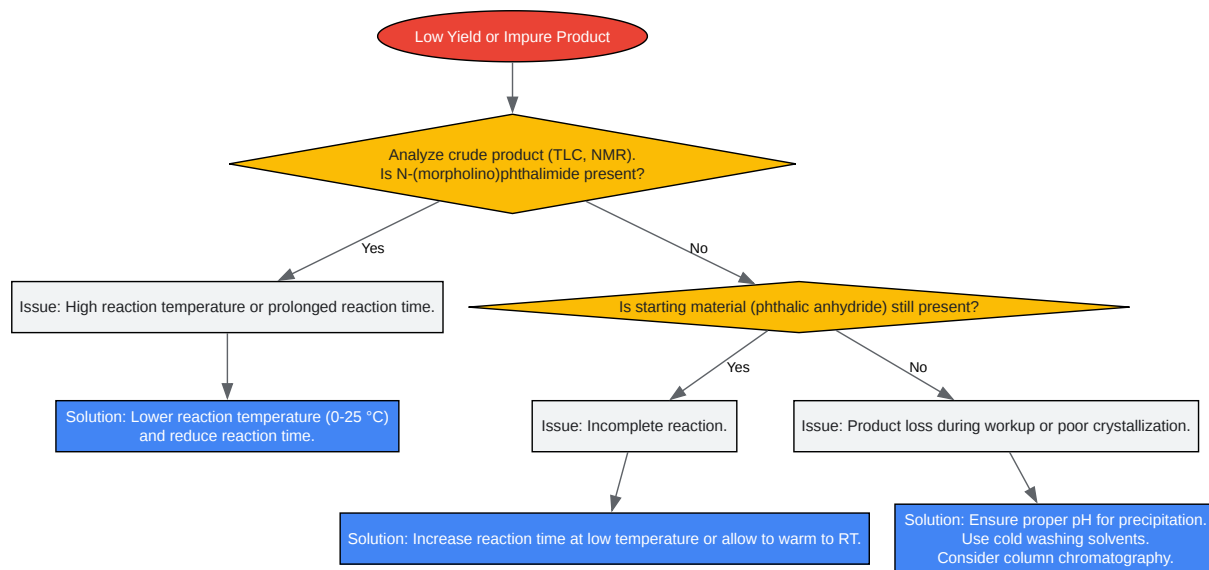 Low Yield or Impure Product
Analyze crude product (TLC, NMR).
Is N-(morpholino)phthalimide present?
Yes
No
Issue: High reaction temperature or prolonged reaction time.
Is starting material (phthalic anhydride) still present?
Yes
No
Solution: Lower reaction temperature (0-25 °C)
and reduce reaction time.
Issue: Incomplete reaction.
Issue: Product loss during workup or poor crystallization.
Solution: Increase reaction time at low temperature or allow to warm to RT.
Solution: Ensure proper pH for precipitation.
Use cold washing solvents.
Consider column chromatography.